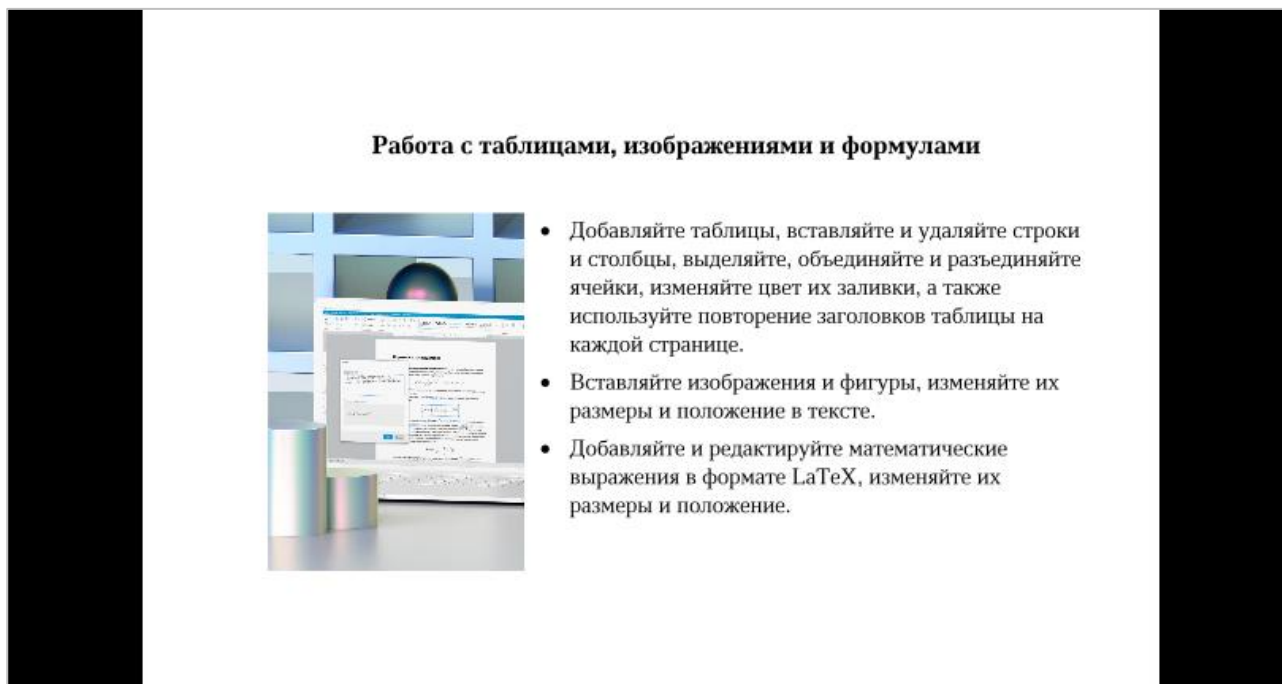 Работа с таблицами, изображениями и формулами
• Добавляйте таблицы, вставляйте и удаляйте строки
и столбцы, выделяйте, объединяйте и разъединяйте
ячейки, изменяйте цвет их заливки, а также
используйте повторение заголовков таблицы на
каждой странице.
• Вставляйте изображения и фигуры, изменяйте их
размеры и положение в тексте.
• Добавляйте и редактируйте математические
выражения в формате LaTeX, изменяйте их
размеры и положение.